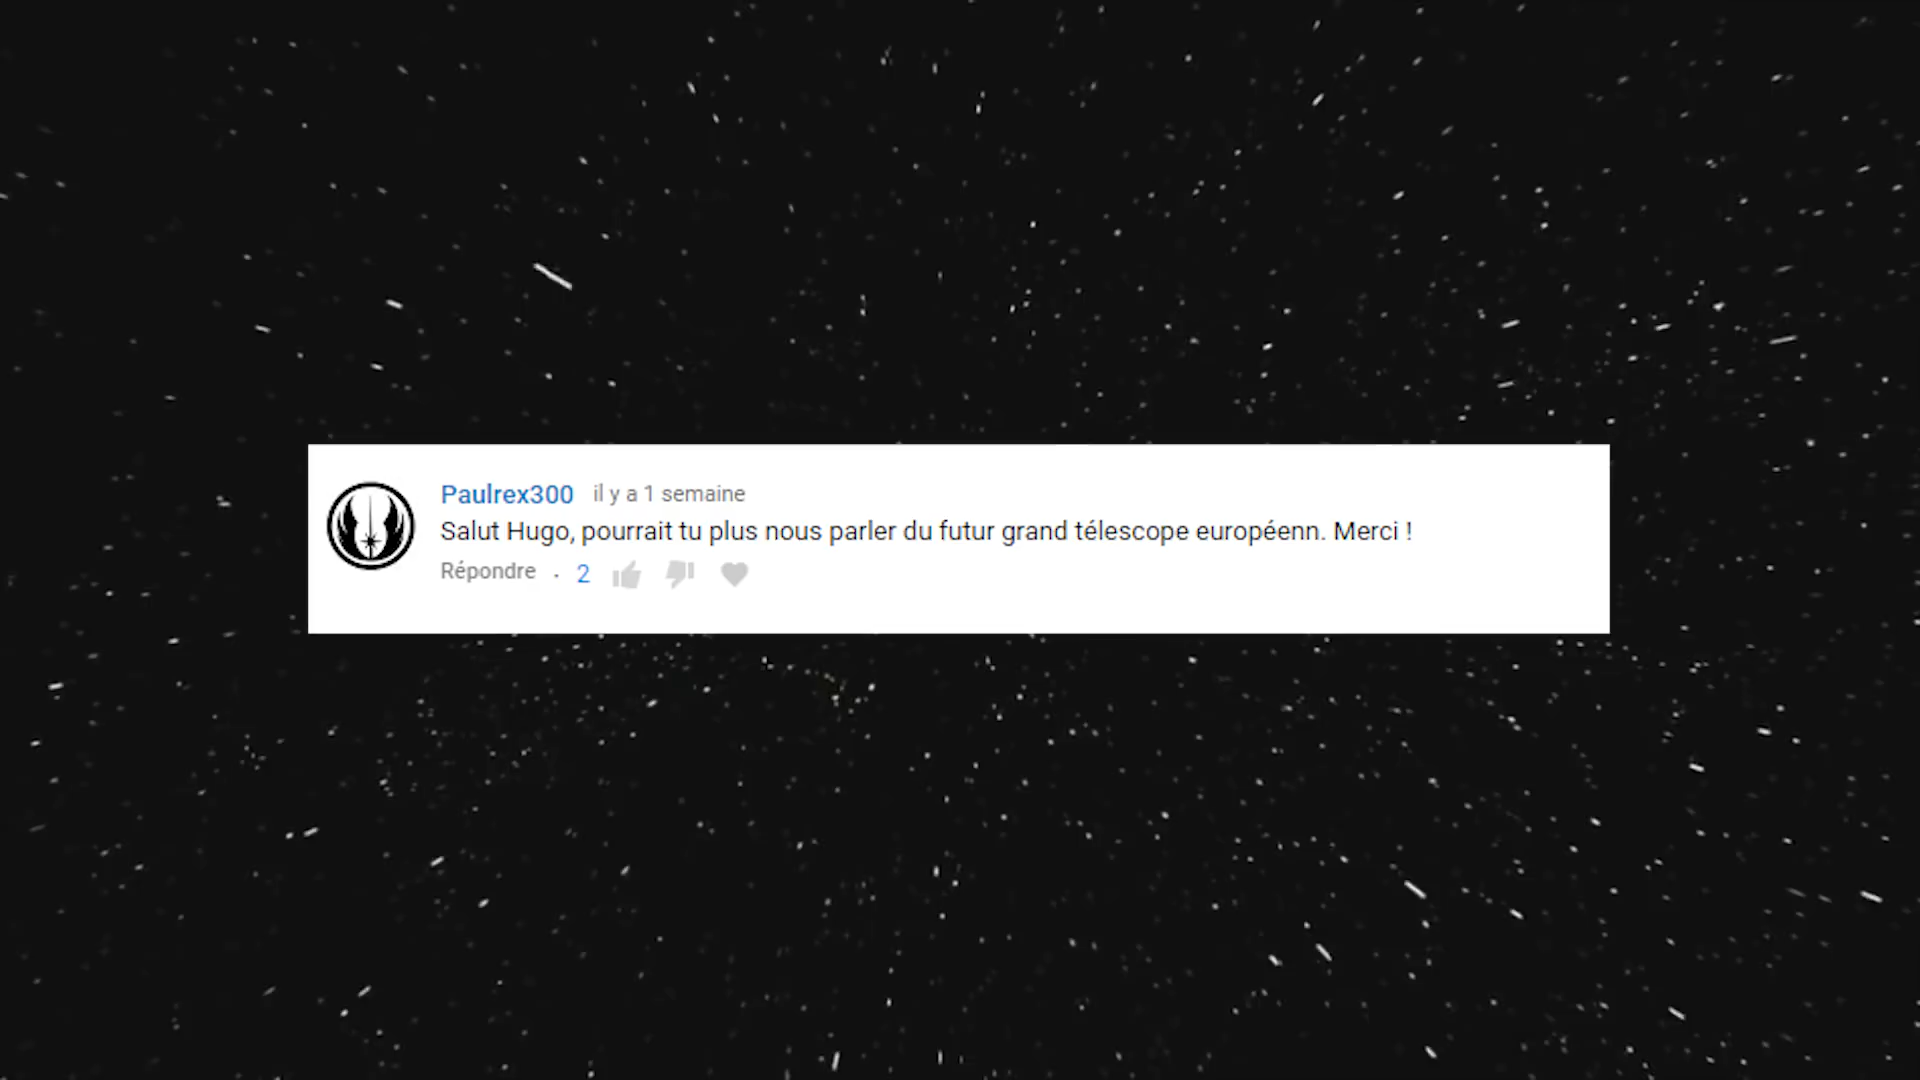 Paulrex300 il y a 1 semaine
Salut Hugo, pourrait tu plus nous parler du futur grand télescope européenn. Merci !
Répondre . 2